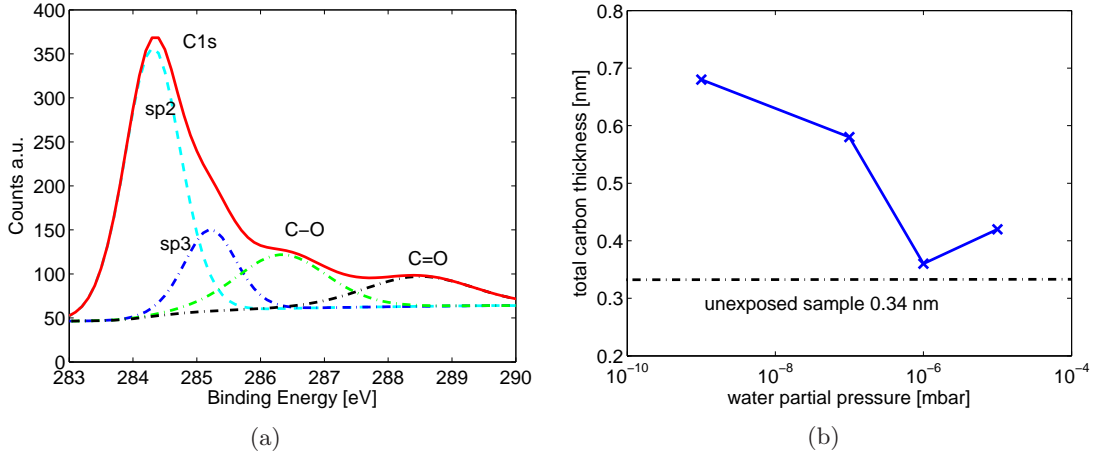 400
350
300
250
200
150
100
50
0
Counts a.u.
C1s
sp2
sp3
C−O
C=O
283 284 285 286 287 288 289 290
Binding Energy [eV]
(a)
0.8
0.7
0.6
0.5
0.4
0.3
0.2
total carbon thickness [nm]
unexposed sample 0.34 nm
10⁻¹⁰ 10⁻⁸ 10⁻⁶ 10⁻⁴
water partial pressure [mbar]
(b)